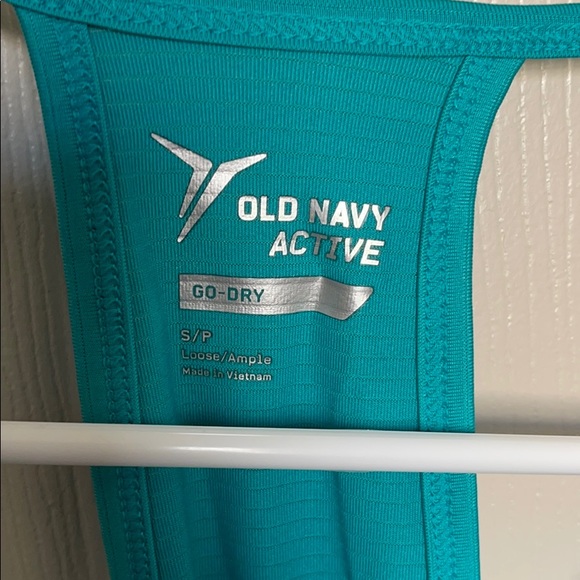 OLD NAVY
ACTIVE
GO-DRY
S/P
Loose/Ample
Made in Vietnam